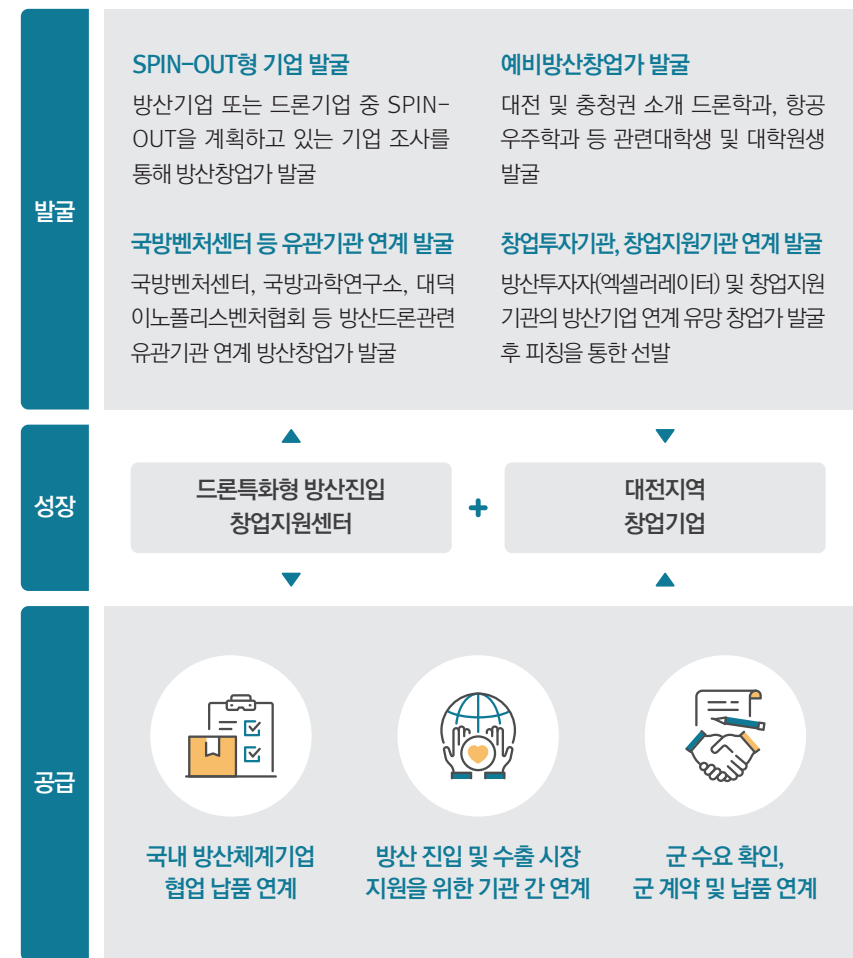 발굴
SPIN-OUT형 기업 발굴
방산기업 또는 드론기업 중 SPIN-
OUT을 계획하고 있는 기업 조사를
통해 방산창업가 발굴
예비방산창업가 발굴
대전 및 충청권 소개 드론학과, 항공
우주학과 등 관련대학생 및 대학원생
발굴
국방벤처센터 등 유관기관 연계 발굴
국방벤처센터, 국방과학연구소, 대덕
이노폴리스벤처협회 등 방산드론관련
유관기관 연계 방산창업가 발굴
창업투자기관, 창업지원기관 연계 발굴
방산투자자(엑셀러레이터) 및 창업지원
기관의 방산기업 연계 유망 창업가 발굴
후 피칭을 통한 선발
성장
드론특화형 방산진입
창업지원센터
+
대전지역
창업기업
공급
국내 방산체계기업
협업 납품 연계
방산 진입 및 수출 시장
지원을 위한 기관 간 연계
군 수요 확인,
군 계약 및 납품 연계